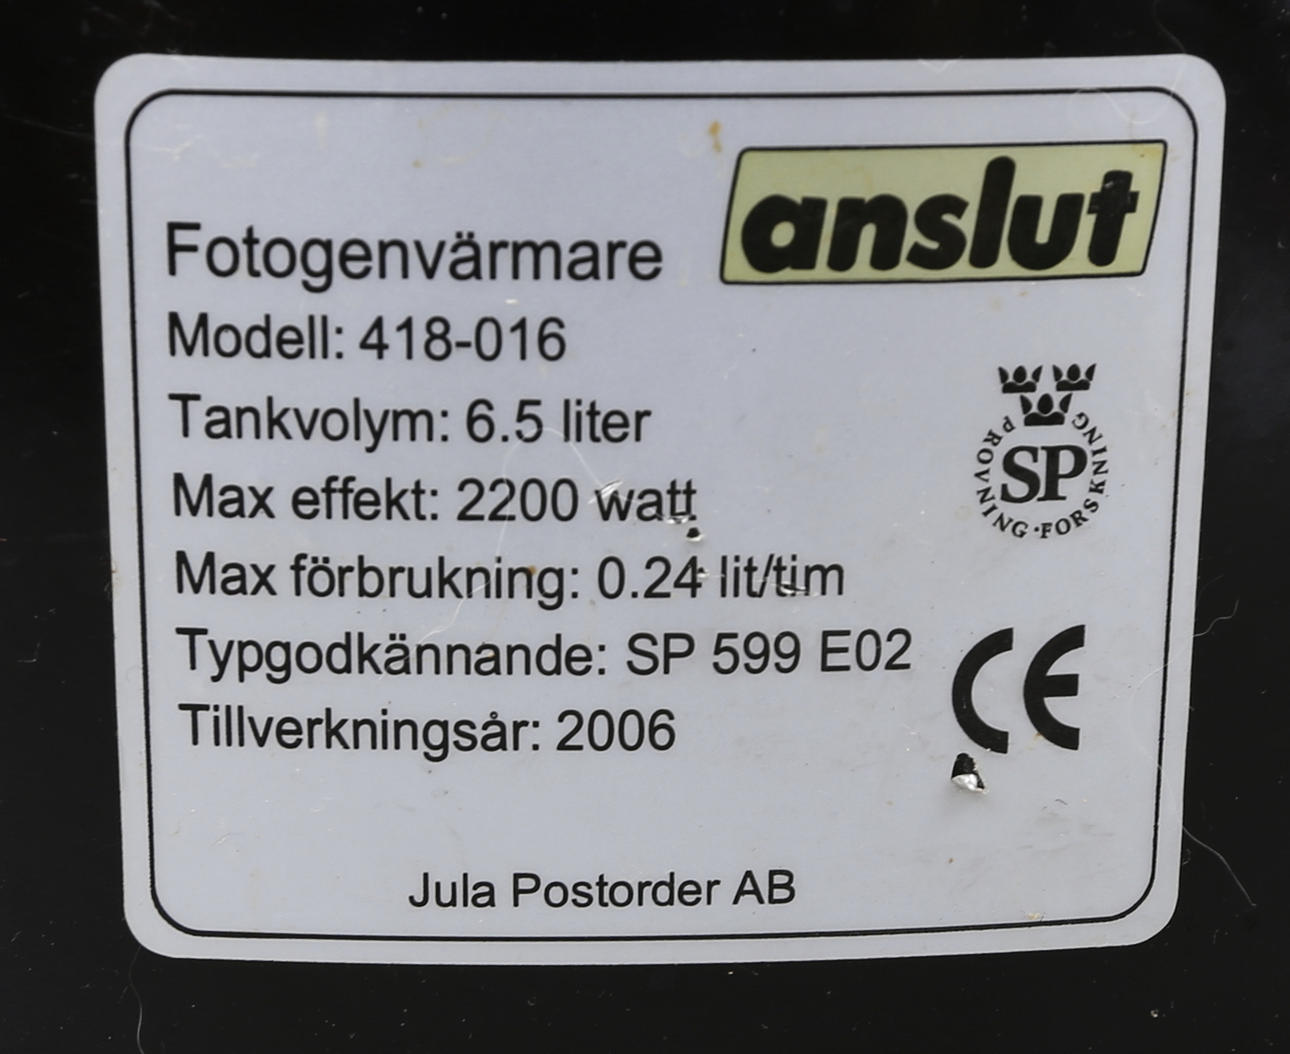 anslut
Fotogenvärmare
Modell: 418-016
Tankvolym: 6.5 liter
Max effekt: 2200 watt
Max förbrukning: 0.24 lit/tim
Typgodkännande: SP 599 E02
Tillverkningsår: 2006
SP
PROVNING·FORSKNING
CE
Jula Postorder AB